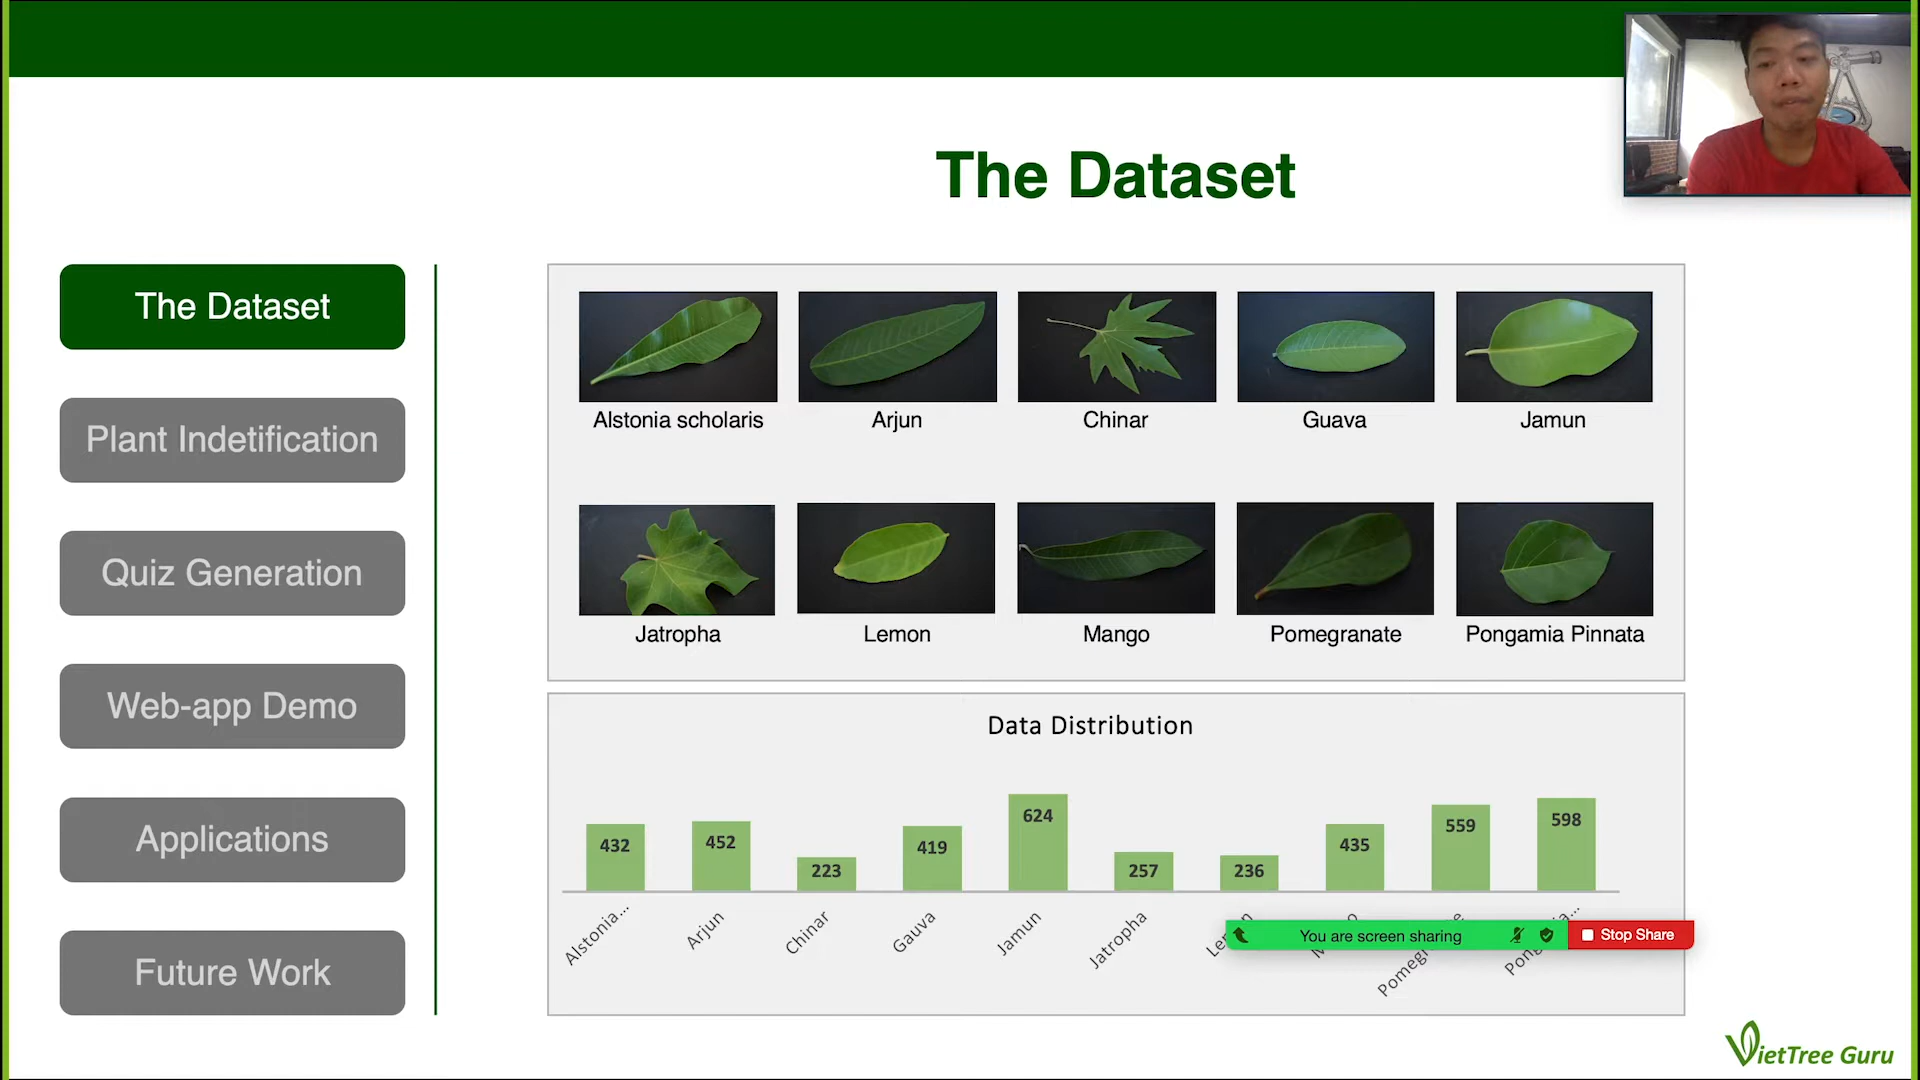 The Dataset
The Dataset
Plant Indetification
Quiz Generation
Web-app Demo
Applications
Future Work
Alstonia scholaris
Arjun
Chinar
Guava
Jamun
Jatropha
Lemon
Mango
Pomegranate
Pongamia Pinnata
Data Distribution
432
452
223
419
624
257
236
435
559
598
Alstonia...
Arjun
Chinar
Gauva
Jamun
Jatropha
You are screen sharing
Stop Share
VietTree Guru